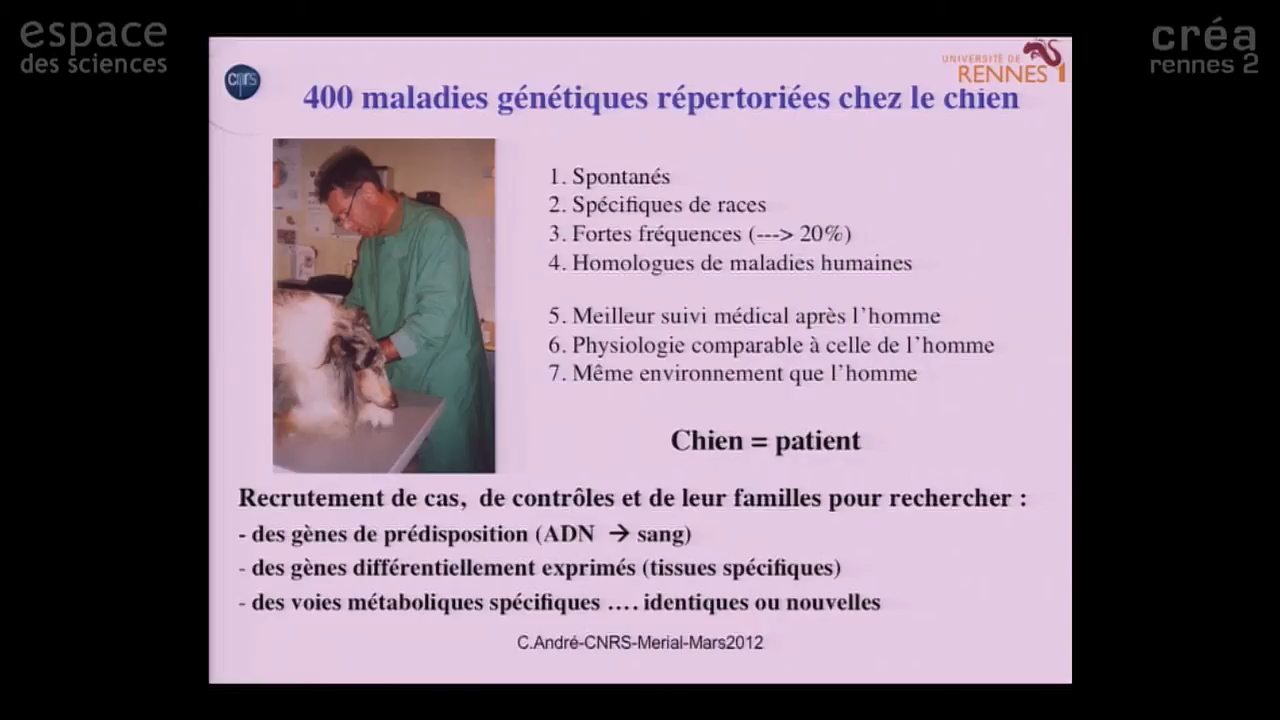 espace
des sciences
créa
rennes 2
cnrs
UNIVERSITÉ DE
RENNES 1
400 maladies génétiques répertoriées chez le chien
1. Spontanés
2. Spécifiques de races
3. Fortes fréquences (---> 20%)
4. Homologues de maladies humaines
5. Meilleur suivi médical après l'homme
6. Physiologie comparable à celle de l'homme
7. Même environnement que l'homme
Chien = patient
Recrutement de cas, de contrôles et de leur familles pour rechercher :
- des gènes de prédisposition (ADN → sang)
- des gènes différentiellement exprimés (tissues spécifiques)
- des voies métaboliques spécifiques .... identiques ou nouvelles
C.André-CNRS-Merial-Mars2012